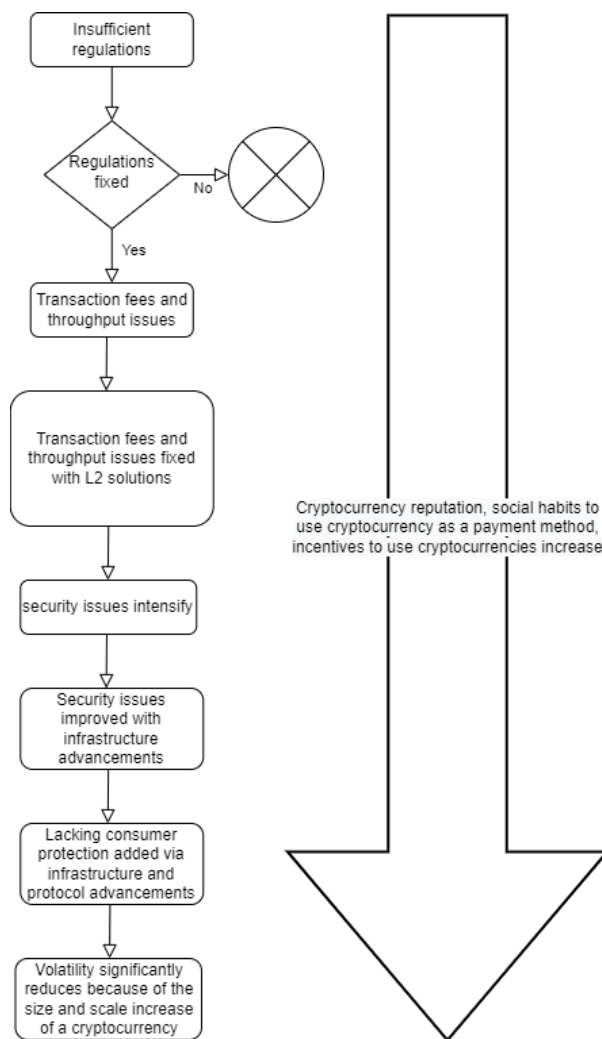 Insufficient
regulations
Regulations
fixed
No
Yes
Transaction fees and
throughput issues
Transaction fees and
throughput issues fixed
with L2 solutions
security issues intensify
Security issues
improved with
infrastructure
advancements
Lacking consumer
protection added via
infrastructure and
protocol advancements
Volatility significantly
reduces because of the
size and scale increase
of a cryptocurrency
Cryptocurrency reputation, social habits to
use cryptocurrency as a payment method,
incentives to use cryptocurrencies increase